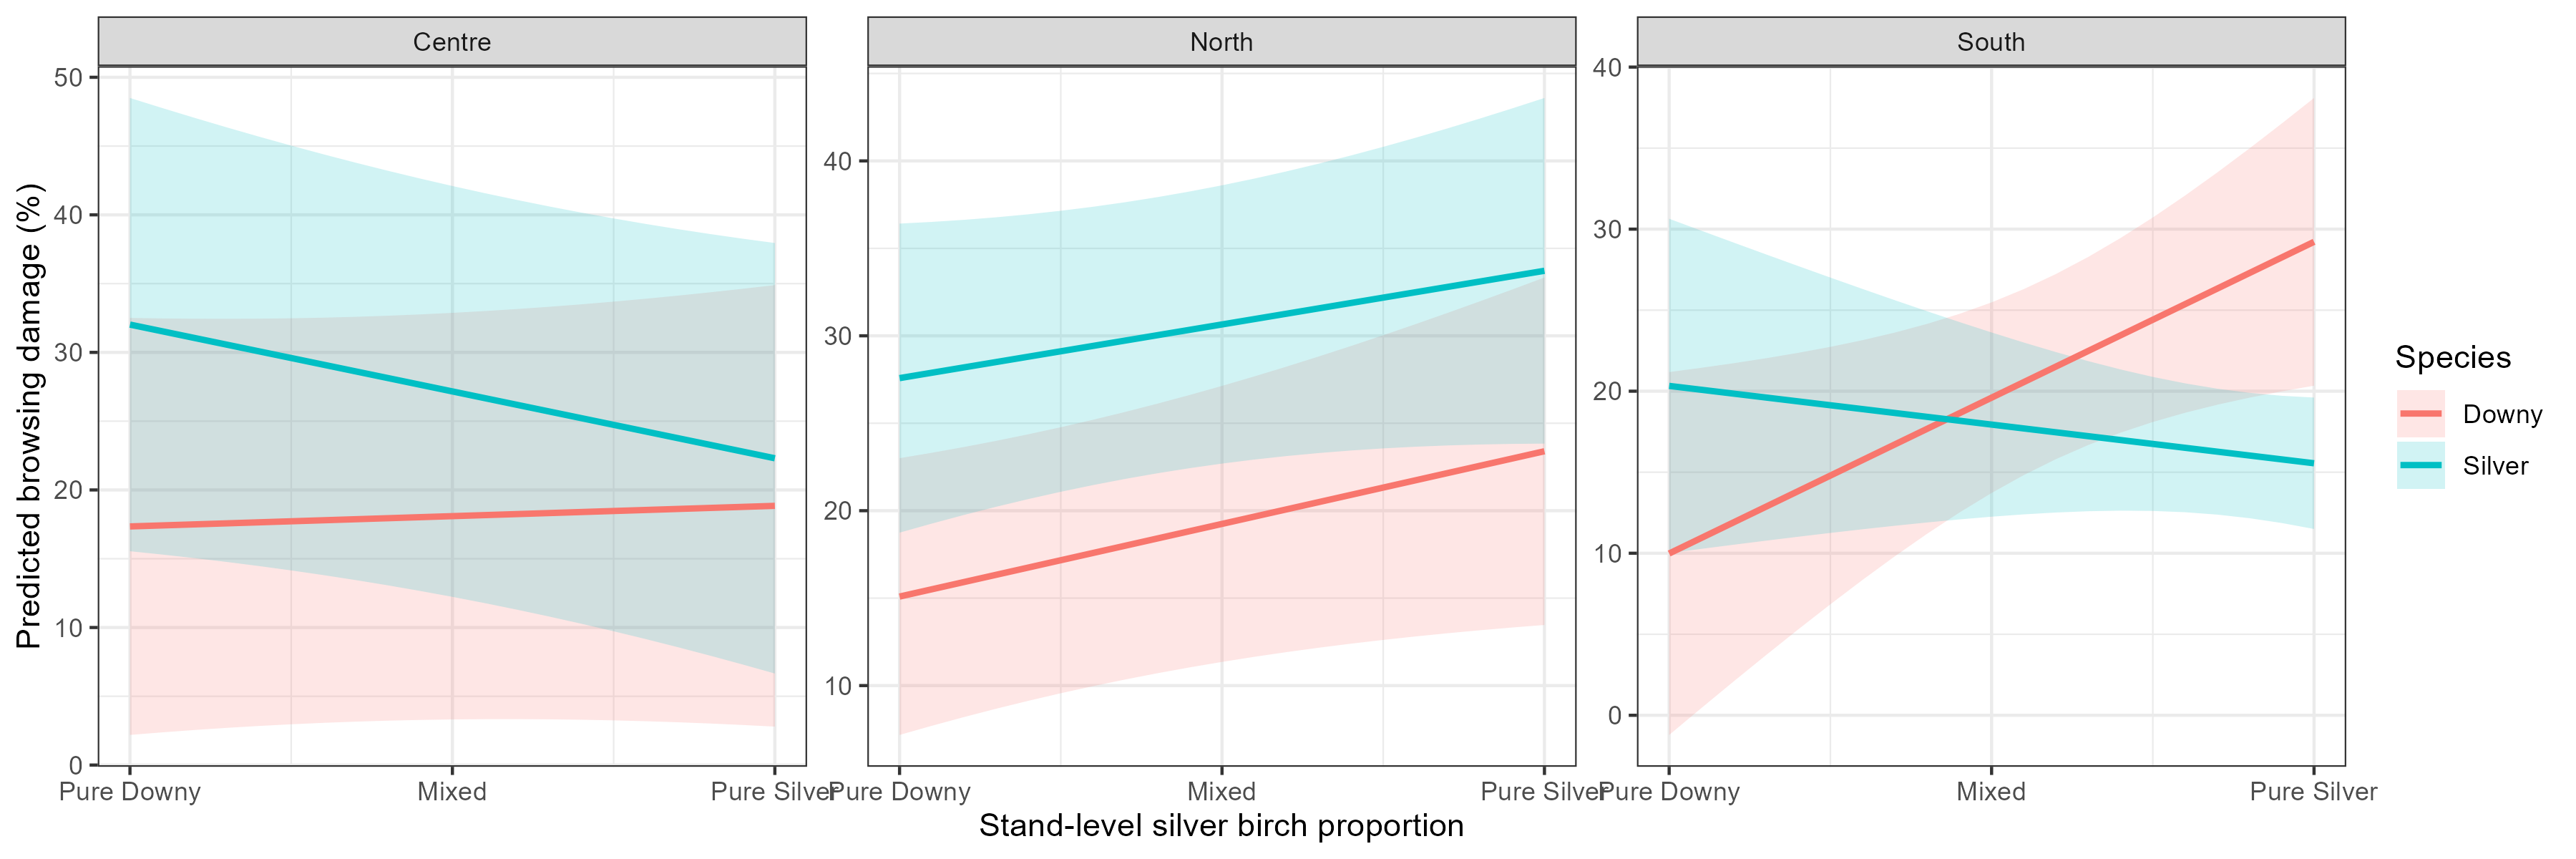 Centre
North
South
Predicted browsing damage (%)
50
40
30
20
10
0
40
30
20
10
40
30
20
10
0
Pure Downy Mixed Pure Silver
Pure Downy Mixed Pure Silver
Pure Downy Mixed Pure Silver
Stand-level silver birch proportion
Species
Downy
Silver